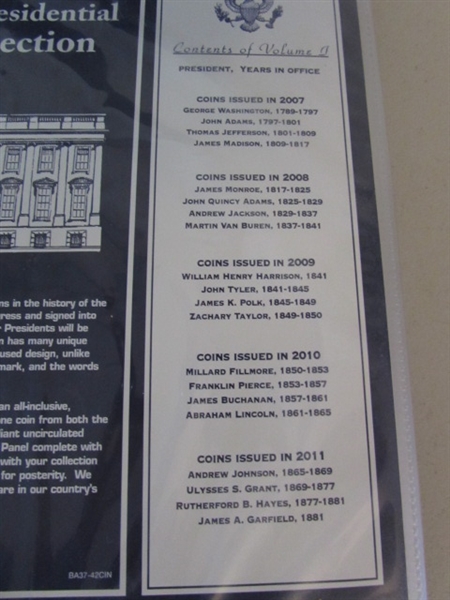 esidential
ection
ns in the history of the
gress and signed into
r Presidents will be
n has many unique
used design, unlike
mark, and the words
an all-inclusive,
one coin from both the
liant uncirculated
Panel complete with
with your collection
for posterity. We
are in our country's
BA37-42CIN
Contents of Volume I
PRESIDENT, YEARS IN OFFICE
COINS ISSUED IN 2007
GEORGE WASHINGTON, 1789-1797
JOHN ADAMS, 1797-1801
THOMAS JEFFERSON, 1801-1809
JAMES MADISON, 1809-1817
COINS ISSUED IN 2008
JAMES MONROE, 1817-1825
JOHN QUINCY ADAMS, 1825-1829
ANDREW JACKSON, 1829-1837
MARTIN VAN BUREN, 1837-1841
COINS ISSUED IN 2009
WILLIAM HENRY HARRISON, 1841
JOHN TYLER, 1841-1845
JAMES K. POLK, 1845-1849
ZACHARY TAYLOR, 1849-1850
COINS ISSUED IN 2010
MILLARD FILLMORE, 1850-1853
FRANKLIN PIERCE, 1853-1857
JAMES BUCHANAN, 1857-1861
ABRAHAM LINCOLN, 1861-1865
COINS ISSUED IN 2011
ANDREW JOHNSON, 1865-1869
ULYSSES S. GRANT, 1869-1877
RUTHERFORD B. HAYES, 1877-1881
JAMES A. GARFIELD, 1881